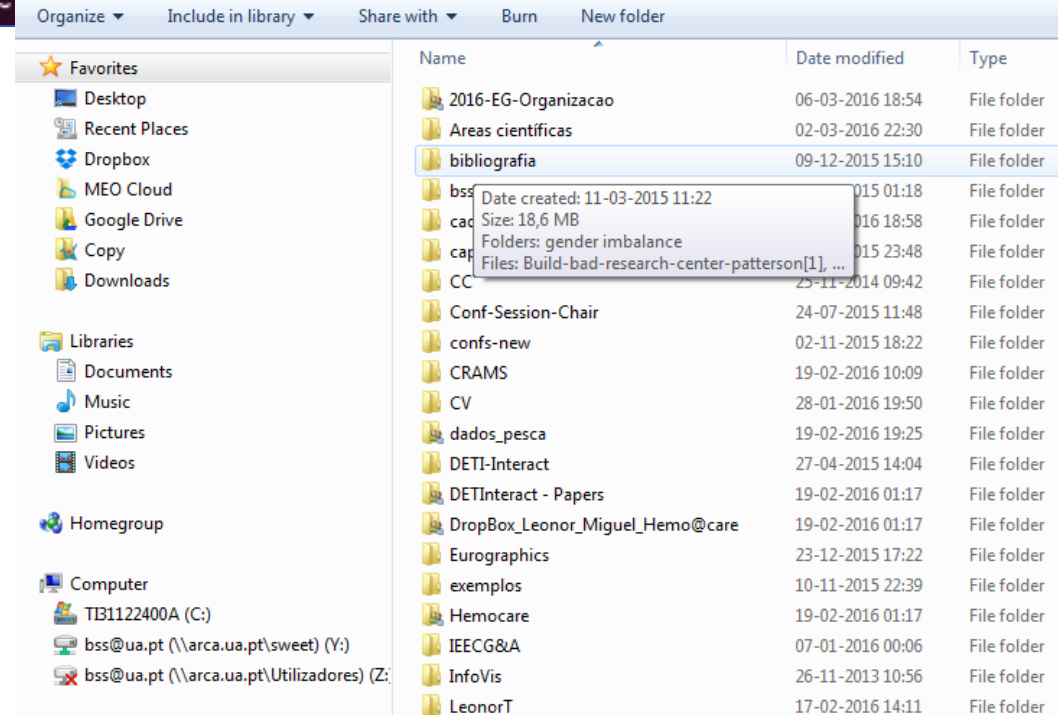 Organize Include in library Share with Burn New folder
Favorites
Desktop
Recent Places
Dropbox
MEO Cloud
Google Drive
Copy
Downloads
Libraries
Documents
Music
Pictures
Videos
Homegroup
Computer
TI31122400A (C:)
bss@ua.pt (\\arca.ua.pt\sweet) (Y:)
bss@ua.pt (\\arca.ua.pt\Utilizadores) (Z:
Name Date modified Type
2016-EG-Organizacao 06-03-2016 18:54 File folder
Areas científicas 02-03-2016 22:30 File folder
bibliografia 09-12-2015 15:10 File folder
bss 015 01:18 File folder
Date created: 11-03-2015 11:22
Size: 18,6 MB
Folders: gender imbalance
Files: Build-bad-research-center-patterson[1], ...
016 18:58 File folder
015 23:48 File folder
CC 25-11-2014 09:42 File folder
Conf-Session-Chair 24-07-2015 11:48 File folder
confs-new 02-11-2015 18:22 File folder
CRAMS 19-02-2016 10:09 File folder
CV 28-01-2016 19:50 File folder
dados_pesca 19-02-2016 19:25 File folder
DETI-Interact 27-04-2015 14:04 File folder
DETInteract - Papers 19-02-2016 01:17 File folder
DropBox_Leonor_Miguel_Hemo@care 19-02-2016 01:17 File folder
Eurographics 23-12-2015 17:22 File folder
exemplos 10-11-2015 22:39 File folder
Hemocare 19-02-2016 01:17 File folder
IEECG&A 07-01-2016 00:06 File folder
InfoVis 26-11-2013 10:56 File folder
LeonorT 17-02-2016 14:11 File folder